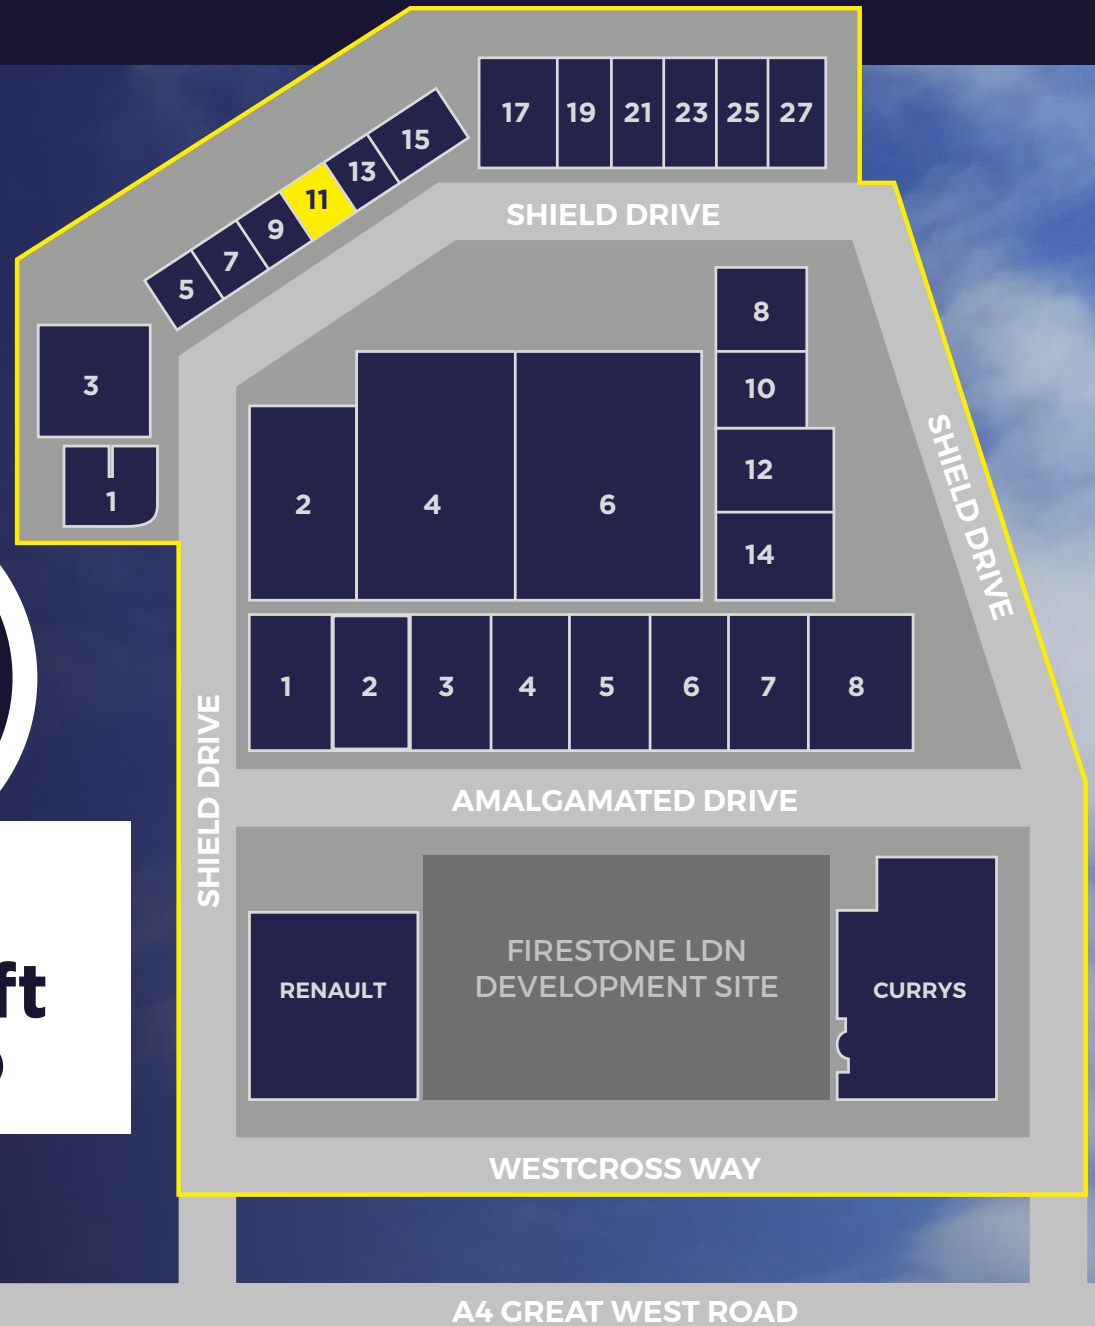 17 19 21 23 25 27
15
13
11
9
7
5
SHIELD DRIVE
3
1
8
10
12
14
2 4 6
SHIELD DRIVE
1 2 3 4 5 6 7 8
SHIELD DRIVE
AMALGAMATED DRIVE
FIRESTONE LDN
DEVELOPMENT SITE
RENAULT
CURRYS
ft
WESTCROSS WAY
A4 GREAT WEST ROAD